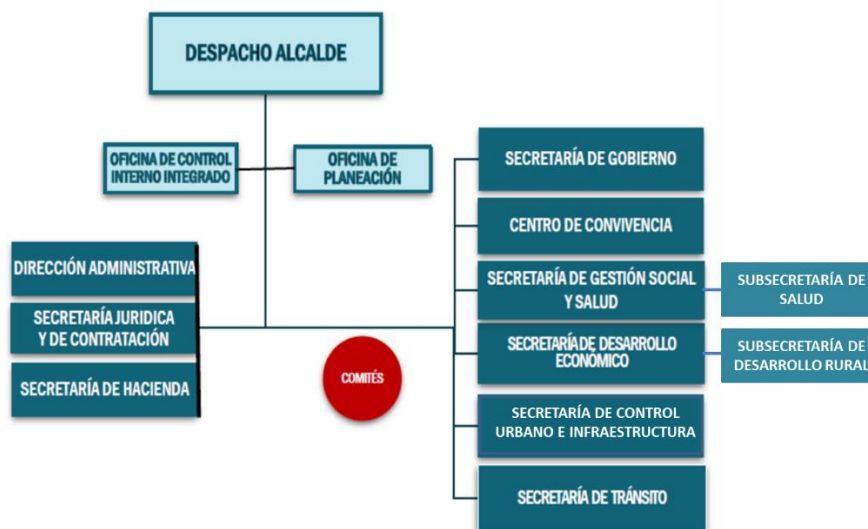 DESPACHO ALCALDE
OFICINA DE CONTROL
INTERNO INTEGRADO
OFICINA DE
PLANEACIÓN
DIRECCIÓN ADMINISTRATIVA
SECRETARÍA JURIDICA
Y DE CONTRATACIÓN
SECRETARÍA DE HACIENDA
COMITÉS
SECRETARÍA DE GOBIERNO
CENTRO DE CONVIVENCIA
SECRETARÍA DE GESTIÓN SOCIAL
Y SALUD
SUBSECRETARÍA DE
SALUD
SECRETARÍA DE DESARROLLO
ECONÓMICO
SUBSECRETARÍA DE
DESARROLLO RURAL
SECRETARÍA DE CONTROL
URBANO E INFRAESTRUCTURA
SECRETARÍA DE TRÁNSITO